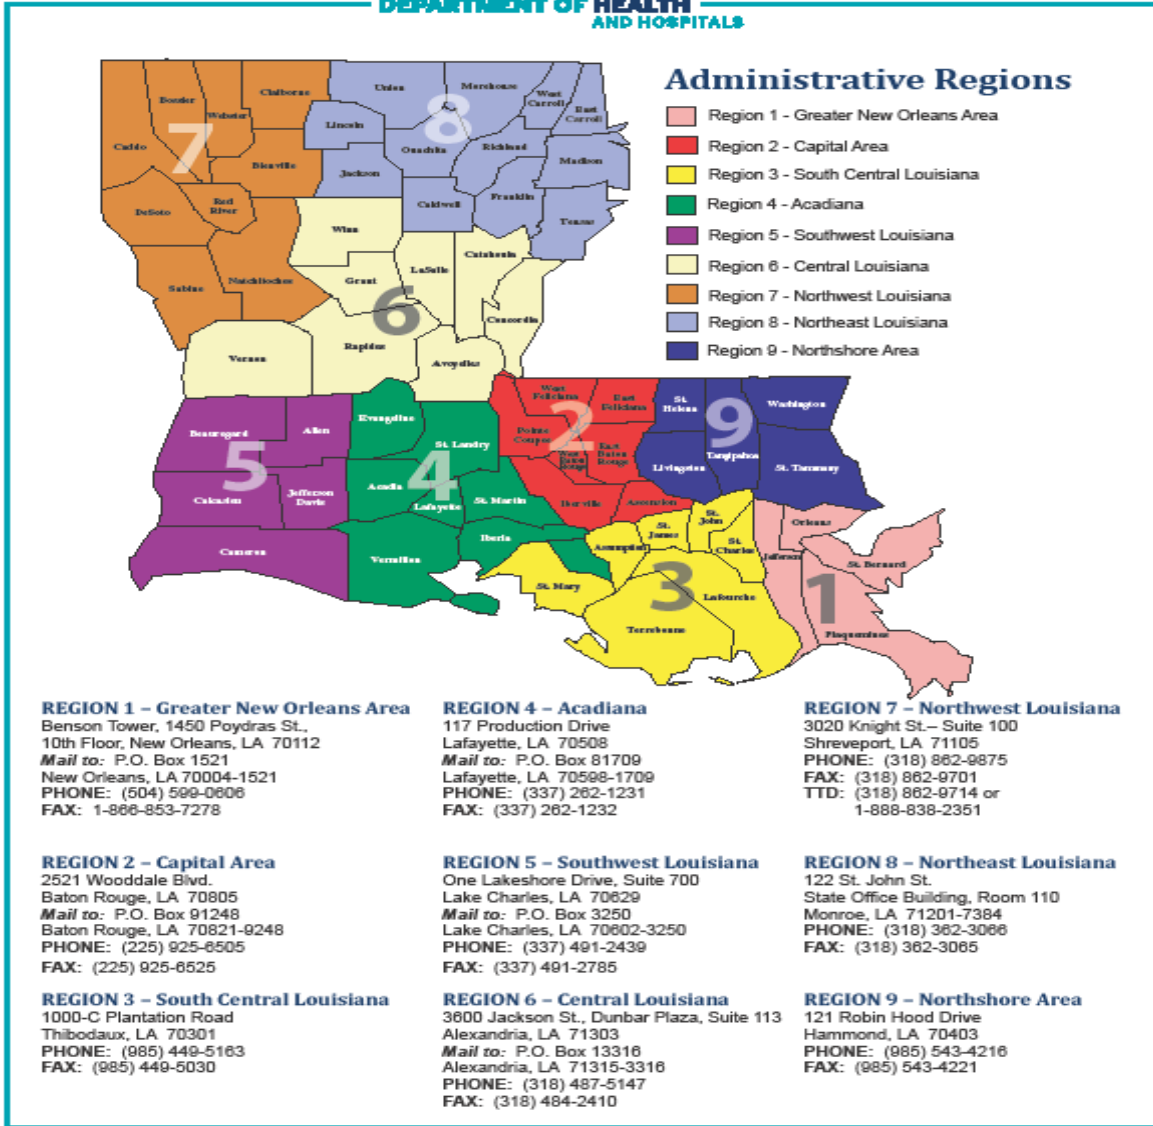 DEPARTMENT OF HEALTH
AND HOSPITALS
Administrative Regions
Region 1 - Greater New Orleans Area
Region 2 - Capital Area
Region 3 - South Central Louisiana
Region 4 - Acadiana
Region 5 - Southwest Louisiana
Region 6 - Central Louisiana
Region 7 - Northwest Louisiana
Region 8 - Northeast Louisiana
Region 9 - Northshore Area
Caddo
Bossier
Webster
Claiborne
7
Bienville
DeSoto
Red
River
Sabine
Natchitoches
Union
Morehouse
West
Carroll
East
Carroll
8
Lincoln
Ouachita
Richland
Madison
Jackson
Caldwell
Franklin
Tensas
Winn
Grant
LaSalle
Catahoula
6
Concordia
Rapides
Avoyelles
Vernon
Beauregard
Allen
5
Calcasieu
Jefferson
Davis
Cameron
Evangeline
St. Landry
4
Acadia
Lafayette
St. Martin
Iberia
Vermilion
West
Feliciana
East
Feliciana
2
Pointe
Coupee
West
Baton
Rouge
East
Baton
Rouge
Iberville
Ascension
St.
Helena
9
Washington
Livingston
Tangipahoa
St. Tammany
Assumption
St.
James
St.
John
St.
Charles
St. Mary
3
Lafourche
Terrebonne
Orleans
Jefferson
St. Bernard
1
Plaquemines
REGION 1 – Greater New Orleans Area
Benson Tower, 1450 Poydras St.,
10th Floor, New Orleans, LA 70112
Mail to: P.O. Box 1521
New Orleans, LA 70004-1521
PHONE: (504) 599-0606
FAX: 1-866-853-7278
REGION 2 – Capital Area
2521 Wooddale Blvd.
Baton Rouge, LA 70805
Mail to: P.O. Box 91248
Baton Rouge, LA 70821-9248
PHONE: (225) 925-6505
FAX: (225) 925-6525
REGION 3 – South Central Louisiana
1000-C Plantation Road
Thibodaux, LA 70301
PHONE: (985) 449-5163
FAX: (985) 449-5030
REGION 4 – Acadiana
117 Production Drive
Lafayette, LA 70508
Mail to: P.O. Box 81709
Lafayette, LA 70598-1709
PHONE: (337) 262-1231
FAX: (337) 262-1232
REGION 5 – Southwest Louisiana
One Lakeshore Drive, Suite 700
Lake Charles, LA 70629
Mail to: P.O. Box 3250
Lake Charles, LA 70602-3250
PHONE: (337) 491-2439
FAX: (337) 491-2785
REGION 6 – Central Louisiana
3600 Jackson St., Dunbar Plaza, Suite 113
Alexandria, LA 71303
Mail to: P.O. Box 13316
Alexandria, LA 71315-3316
PHONE: (318) 487-5147
FAX: (318) 484-2410
REGION 7 – Northwest Louisiana
3020 Knight St.– Suite 100
Shreveport, LA 71105
PHONE: (318) 862-9875
FAX: (318) 862-9701
TTD: (318) 862-9714 or
1-888-838-2351
REGION 8 – Northeast Louisiana
122 St. John St.
State Office Building, Room 110
Monroe, LA 71201-7384
PHONE: (318) 362-3066
FAX: (318) 362-3065
REGION 9 – Northshore Area
121 Robin Hood Drive
Hammond, LA 70403
PHONE: (985) 543-4216
FAX: (985) 543-4221